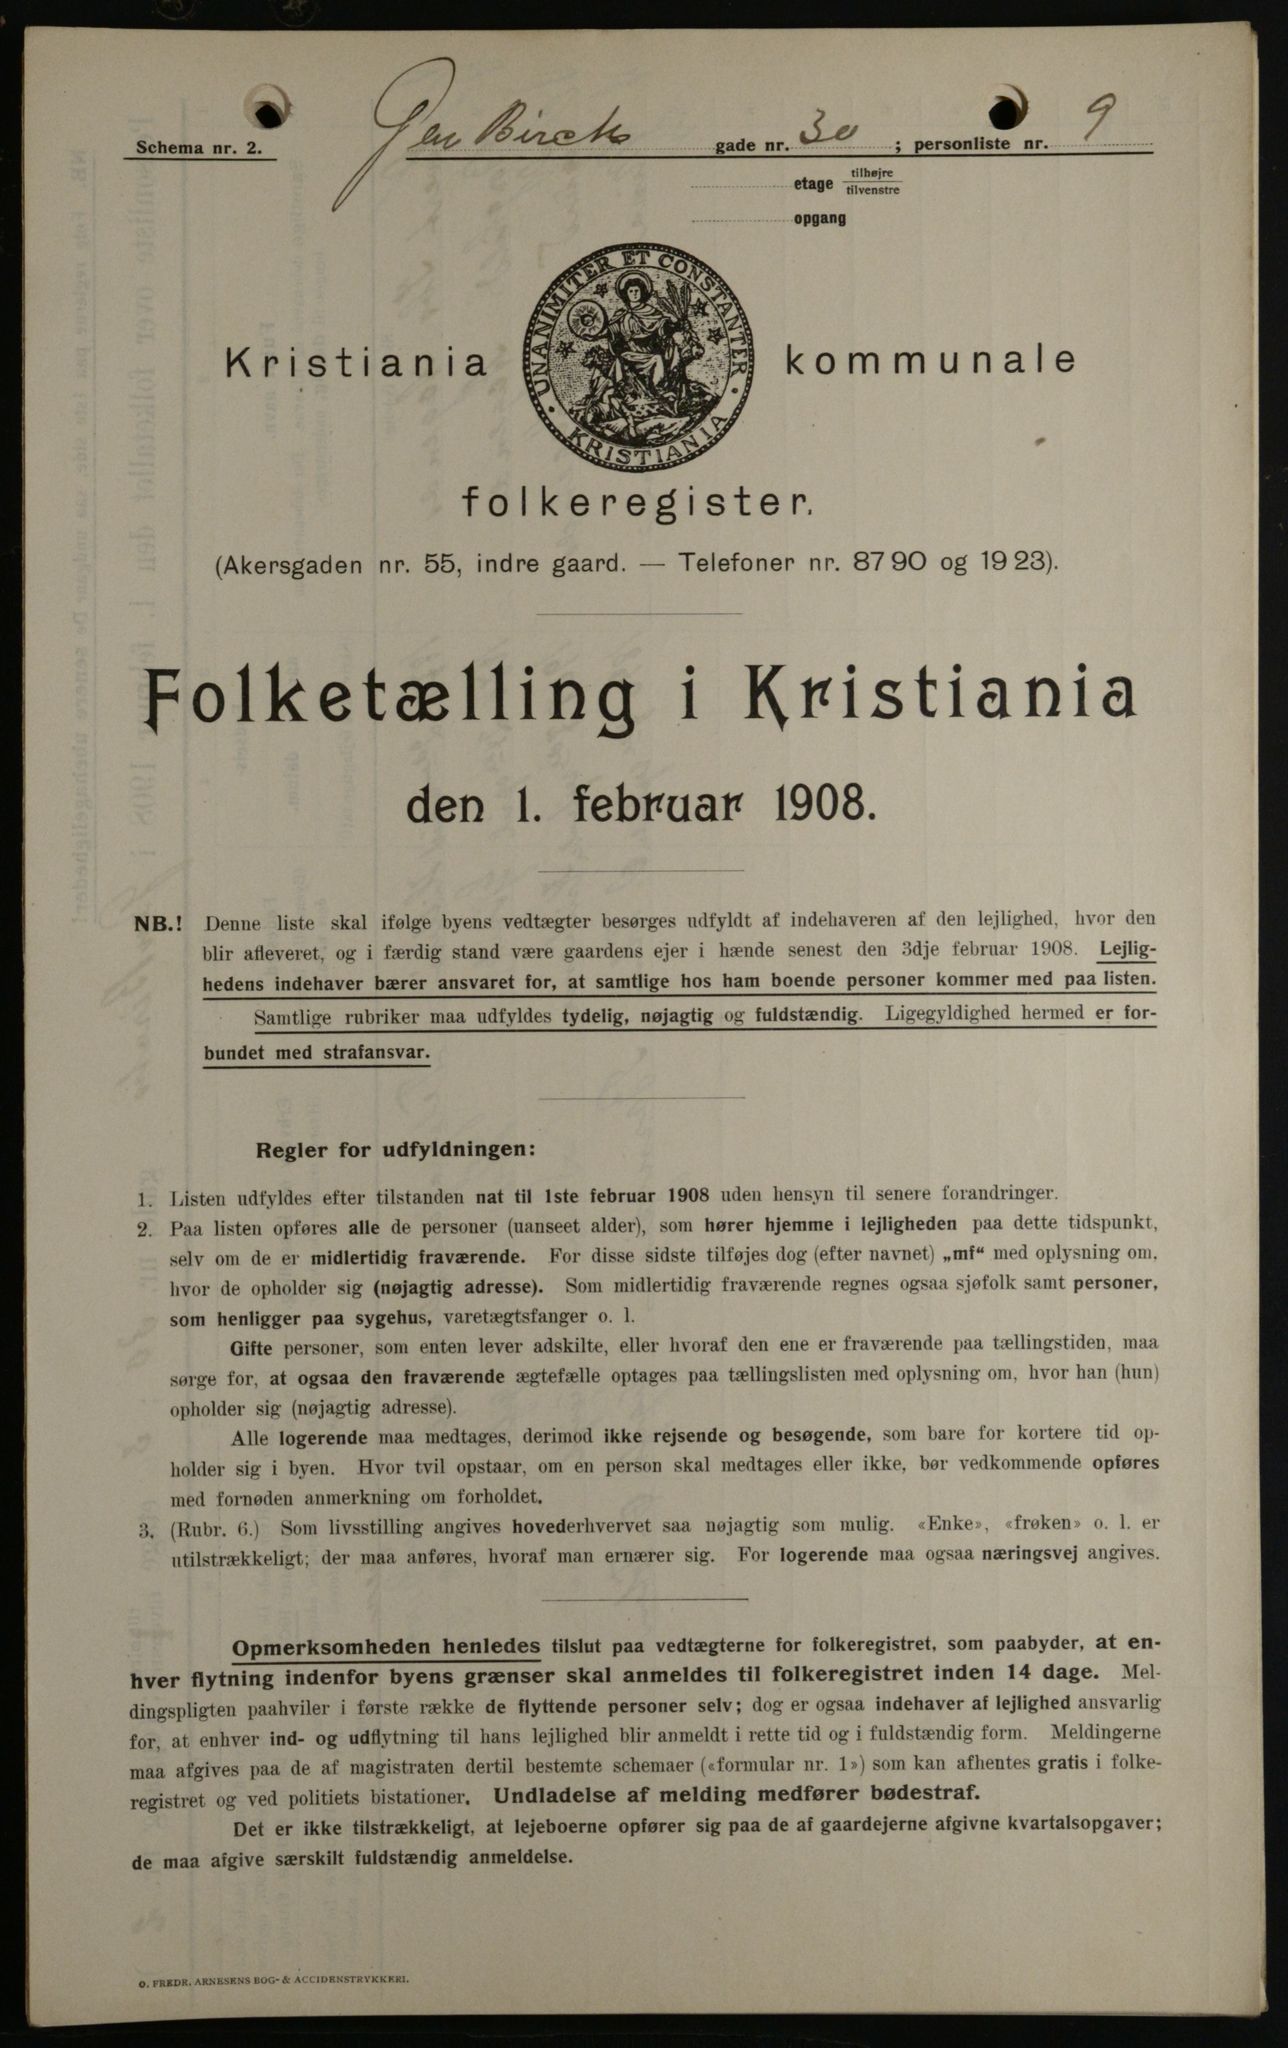 Schema nr. 2. Gen Birchs gade nr. 30; personliste nr. 9
etage tilhøjre
tilvenstre
opgang
UNANIMITER ET CONSTANTER
KRISTIANIA
Kristiania kommunale
folkeregister.
(Akersgaden nr. 55, indre gaard. — Telefoner nr. 8790 og 1923).
Folketælling i Kristiania
den 1. februar 1908.
NB.! Denne liste skal ifølge byens vedtægter besørges udfyldt af indehaveren af den lejlighed, hvor den
blir afleveret, og i færdig stand være gaardens ejer i hænde senest den 3dje februar 1908. Lejlig-
hedens indehaver bærer ansvaret for, at samtlige hos ham boende personer kommer med paa listen.
Samtlige rubriker maa udfyldes tydelig, nøjagtig og fuldstændig. Ligegyldighed hermed er for-
bundet med strafansvar.
Regler for udfyldningen:
1. Listen udfyldes efter tilstanden nat til 1ste februar 1908 uden hensyn til senere forandringer.
2. Paa listen opføres alle de personer (uanseet alder), som hører hjemme i lejligheden paa dette tidspunkt,
selv om de er midlertidig fraværende. For disse sidste tilføjes dog (efter navnet) „mf“ med oplysning om,
hvor de opholder sig (nøjagtig adresse). Som midlertidig fraværende regnes ogsaa sjøfolk samt personer,
som henligger paa sygehus, varetægtsfanger o. l.
Gifte personer, som enten lever adskilte, eller hvoraf den ene er fraværende paa tællingstiden, maa
sørge for, at ogsaa den fraværende ægtefælle optages paa tællingslisten med oplysning om, hvor han (hun)
opholder sig (nøjagtig adresse).
Alle logerende maa medtages, derimod ikke rejsende og besøgende, som bare for kortere tid op-
holder sig i byen. Hvor tvil opstaar, om en person skal medtages eller ikke, bør vedkommende opføres
med fornøden anmerkning om forholdet.
3. (Rubr. 6.) Som livsstilling angives hovederhvervet saa nøjagtig som mulig. «Enke», «frøken» o. l. er
utilstrækkeligt; der maa anføres, hvoraf man ernærer sig. For logerende maa ogsaa næringsvej angives.
Opmerksomheden henledes tilslut paa vedtægterne for folkeregistret, som paabyder, at en-
hver flytning indenfor byens grænser skal anmeldes til folkeregistret inden 14 dage. Mel-
dingspligten paahviler i første række de flyttende personer selv; dog er ogsaa indehaver af lejlighed ansvarlig
for, at enhver ind- og udflytning til hans lejlighed blir anmeldt i rette tid og i fuldstændig form. Meldingerne
maa afgives paa de af magistraten dertil bestemte schemaer («formular nr. 1») som kan afhentes gratis i folke-
registret og ved politiets bistationer. Undladelse af melding medfører bødestraf.
Det er ikke tilstrækkeligt, at lejeboerne opfører sig paa de af gaardejerne afgivne kvartalsopgaver;
de maa afgive særskilt fuldstændig anmeldelse.
O. FREDR. ARNESENS BOG- & ACCIDENSTRYKKERI.